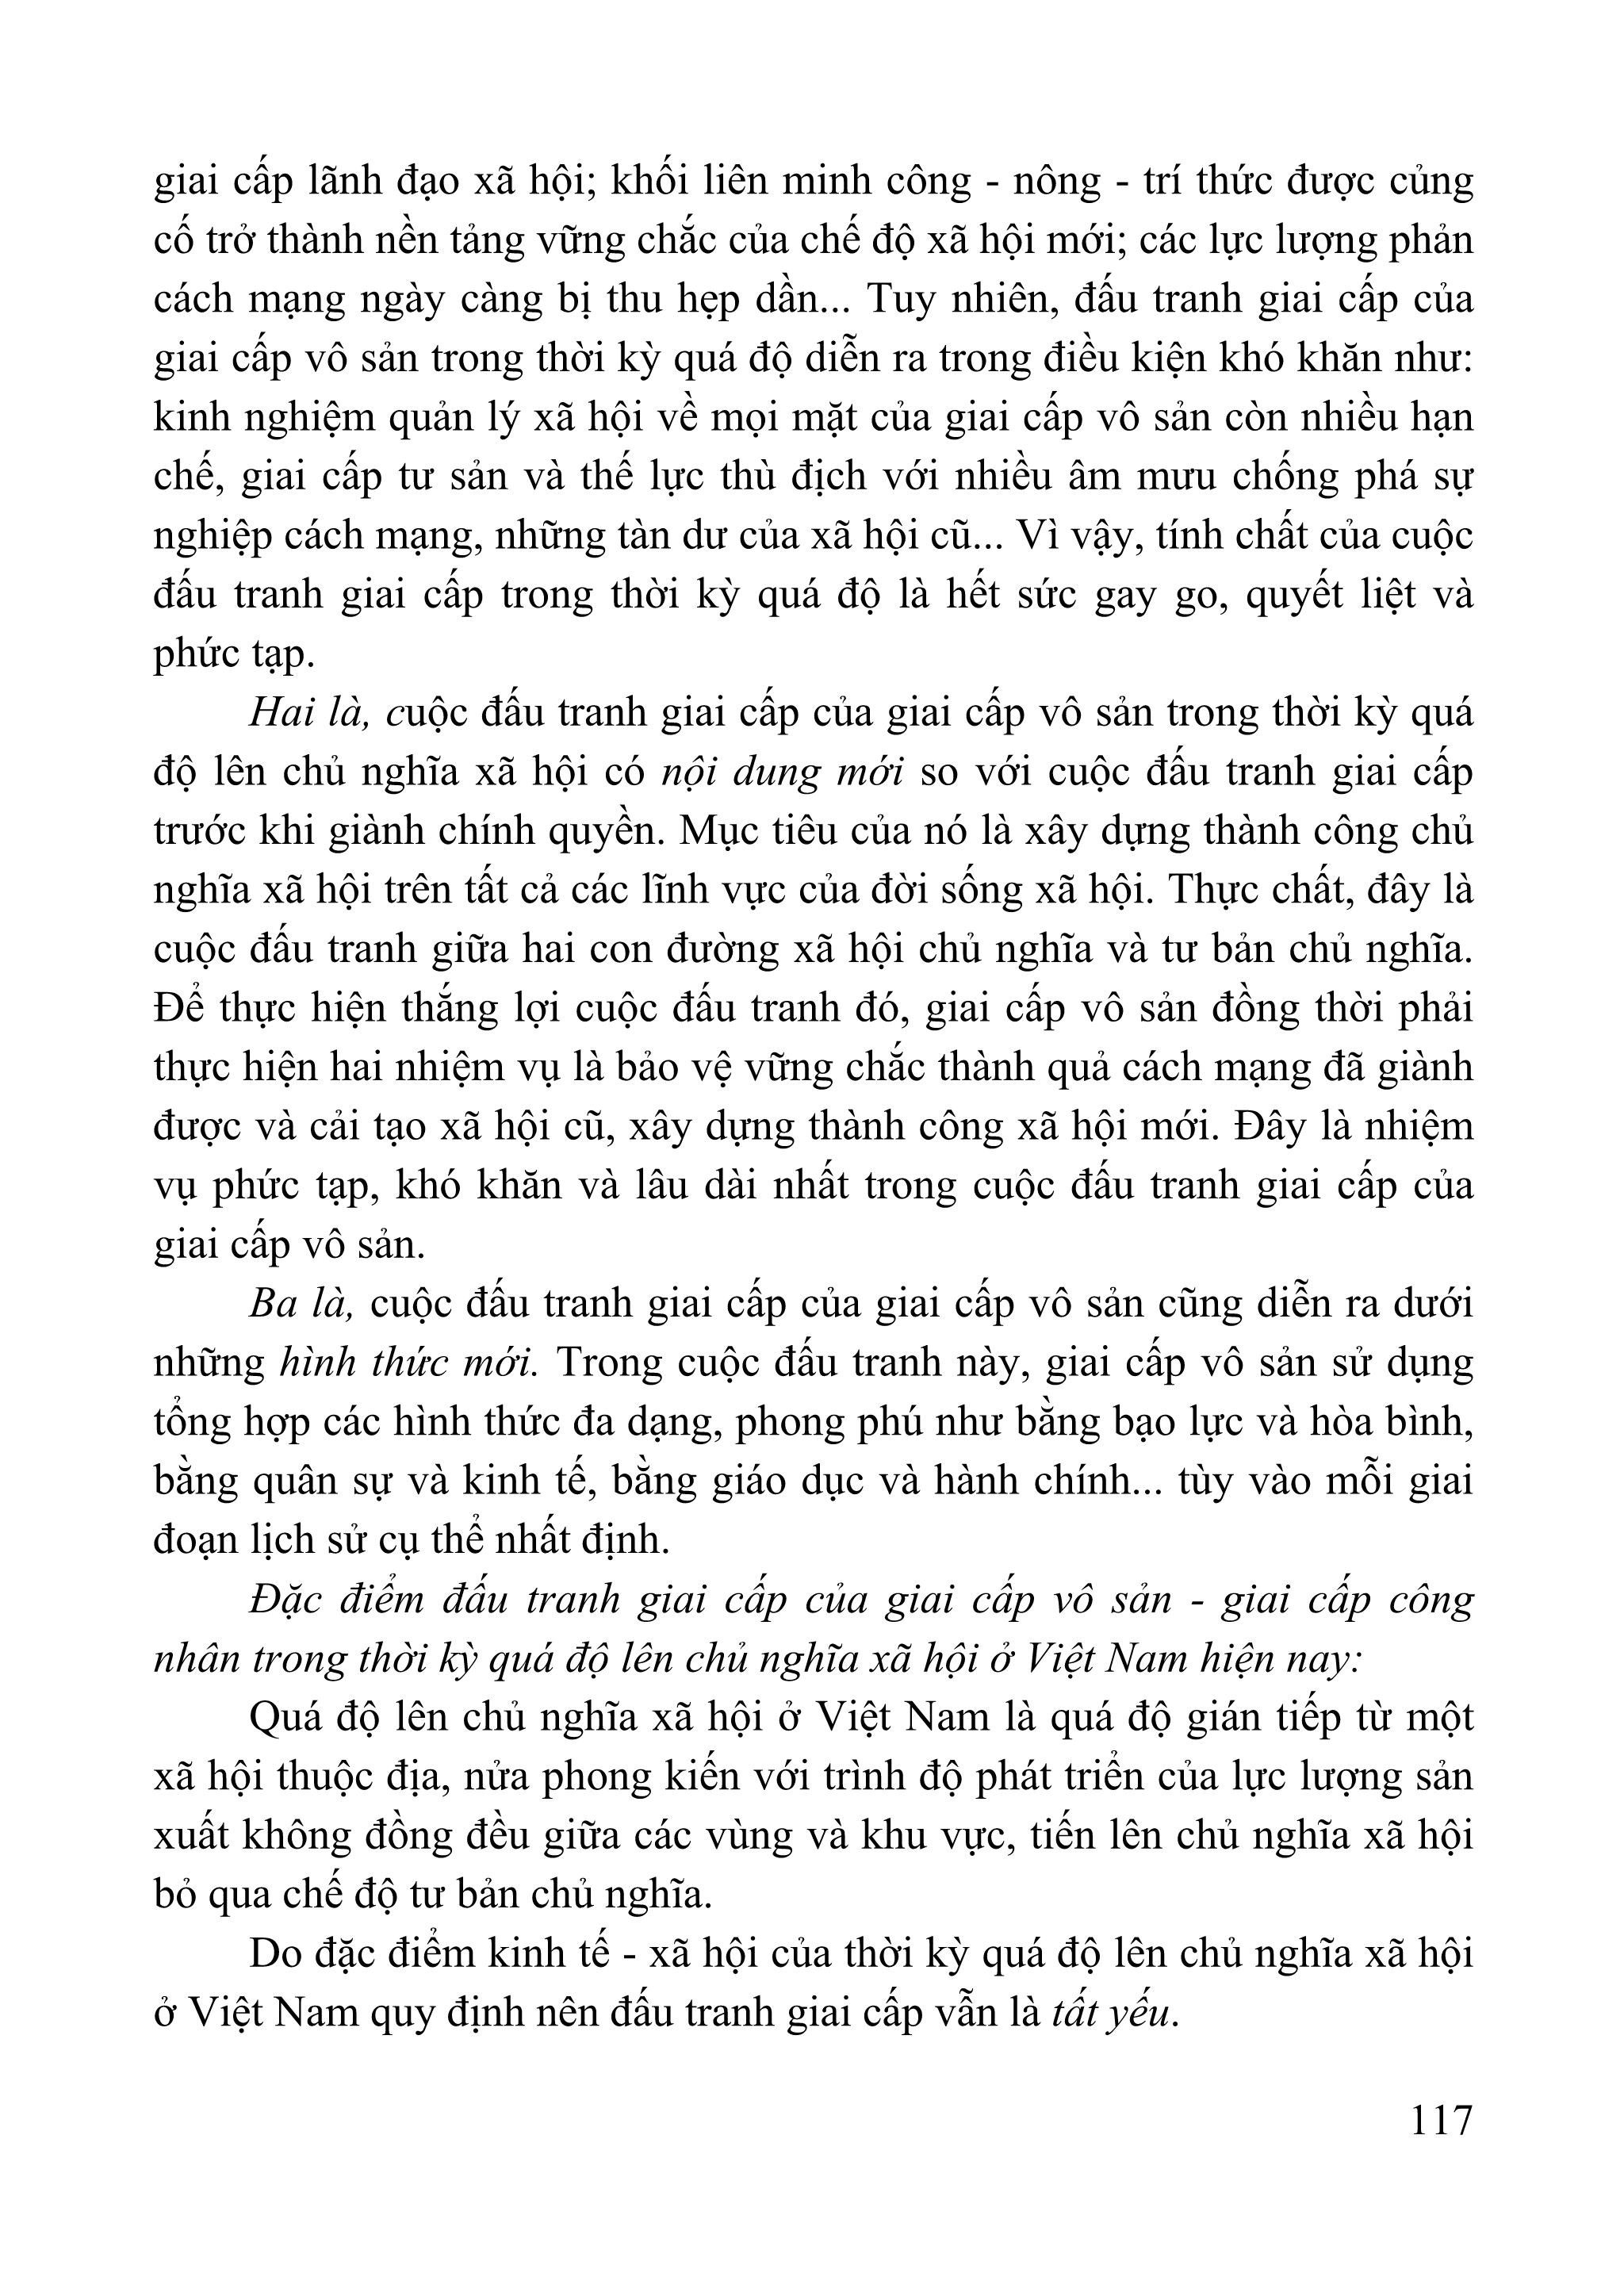 giai cấp lãnh đạo xã hội; khối liên minh công - nông - trí thức được củng
cố trở thành nền tảng vững chắc của chế độ xã hội mới; các lực lượng phản
cách mạng ngày càng bị thu hẹp dần... Tuy nhiên, đấu tranh giai cấp của
giai cấp vô sản trong thời kỳ quá độ diễn ra trong điều kiện khó khăn như:
kinh nghiệm quản lý xã hội về mọi mặt của giai cấp vô sản còn nhiều hạn
chế, giai cấp tư sản và thế lực thù địch với nhiều âm mưu chống phá sự
nghiệp cách mạng, những tàn dư của xã hội cũ... Vì vậy, tính chất của cuộc
đấu tranh giai cấp trong thời kỳ quá độ là hết sức gay go, quyết liệt và
phức tạp.
Hai là, cuộc đấu tranh giai cấp của giai cấp vô sản trong thời kỳ quá
độ lên chủ nghĩa xã hội có nội dung mới so với cuộc đấu tranh giai cấp
trước khi giành chính quyền. Mục tiêu của nó là xây dựng thành công chủ
nghĩa xã hội trên tất cả các lĩnh vực của đời sống xã hội. Thực chất, đây là
cuộc đấu tranh giữa hai con đường xã hội chủ nghĩa và tư bản chủ nghĩa.
Để thực hiện thắng lợi cuộc đấu tranh đó, giai cấp vô sản đồng thời phải
thực hiện hai nhiệm vụ là bảo vệ vững chắc thành quả cách mạng đã giành
được và cải tạo xã hội cũ, xây dựng thành công xã hội mới. Đây là nhiệm
vụ phức tạp, khó khăn và lâu dài nhất trong cuộc đấu tranh giai cấp của
giai cấp vô sản.
Ba là, cuộc đấu tranh giai cấp của giai cấp vô sản cũng diễn ra dưới
những hình thức mới. Trong cuộc đấu tranh này, giai cấp vô sản sử dụng
tổng hợp các hình thức đa dạng, phong phú như bằng bạo lực và hòa bình,
bằng quân sự và kinh tế, bằng giáo dục và hành chính... tùy vào mỗi giai
đoạn lịch sử cụ thể nhất định.
Đặc điểm đấu tranh giai cấp của giai cấp vô sản - giai cấp công
nhân trong thời kỳ quá độ lên chủ nghĩa xã hội ở Việt Nam hiện nay:
Quá độ lên chủ nghĩa xã hội ở Việt Nam là quá độ gián tiếp từ một
xã hội thuộc địa, nửa phong kiến với trình độ phát triển của lực lượng sản
xuất không đồng đều giữa các vùng và khu vực, tiến lên chủ nghĩa xã hội
bỏ qua chế độ tư bản chủ nghĩa.
Do đặc điểm kinh tế - xã hội của thời kỳ quá độ lên chủ nghĩa xã hội
ở Việt Nam quy định nên đấu tranh giai cấp vẫn là tất yếu.
117